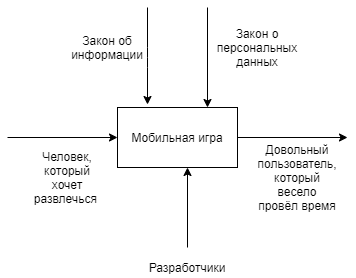 Закон об
информации
Закон о
персональных
данных
Мобильная игра
Человек,
который
хочет
развлечься
Довольный
пользователь,
который
весело
провёл время
Разработчики